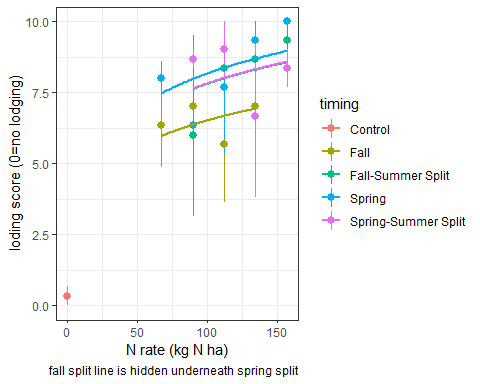 10.0
7.5
5.0
2.5
0.0
loding score (0=no lodging)
0
50
100
150
N rate (kg N ha)
fall split line is hidden underneath spring split
timing
Control
Fall
Fall-Summer Split
Spring
Spring-Summer Split